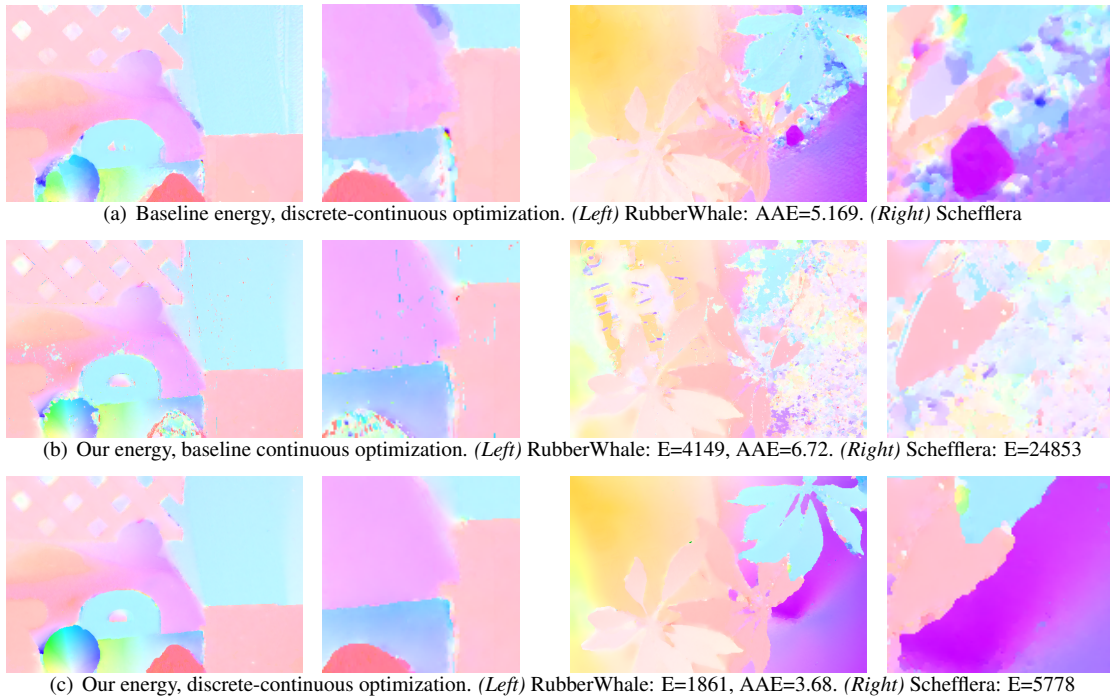 (a) Baseline energy, discrete-continuous optimization. (Left) RubberWhale: AAE=5.169. (Right) Schefflera
(b) Our energy, baseline continuous optimization. (Left) RubberWhale: E=4149, AAE=6.72. (Right) Schefflera: E=24853
(c) Our energy, discrete-continuous optimization. (Left) RubberWhale: E=1861, AAE=3.68. (Right) Schefflera: E=5778